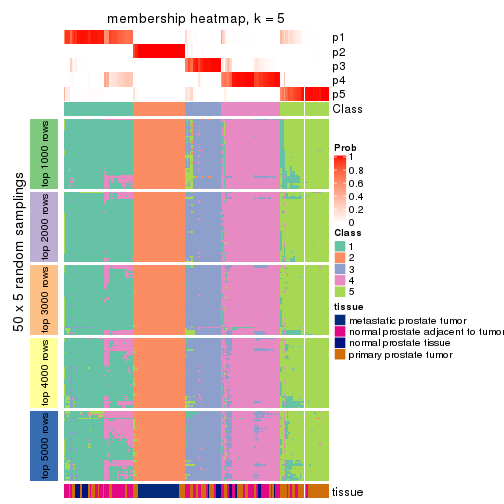 membership heatmap, k = 5
p1
p2
p3
p4
p5
Class
50 x 5 random samplings
top 1000 rows
top 2000 rows
top 3000 rows
top 4000 rows
top 5000 rows
Prob
1
0.8
0.6
0.4
0.2
0
Class
1
2
3
4
5
tissue
metastatic prostate tumor
normal prostate adjacent to tumor
normal prostate tissue
primary prostate tumor
tissue